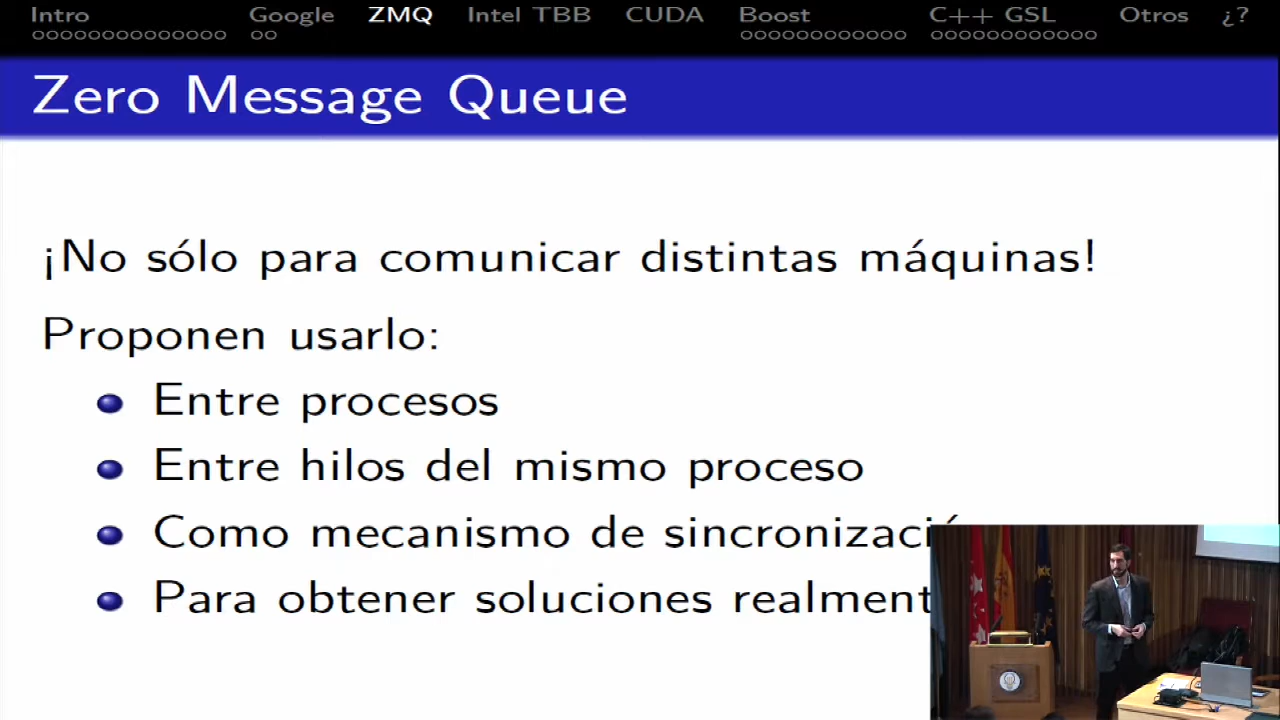 Intro Google ZMQ Intel TBB CUDA Boost C++ GSL Otros ¿?
Zero Message Queue
¡No sólo para comunicar distintas máquinas!
Proponen usarlo:
Entre procesos
Entre hilos del mismo proceso
Como mecanismo de sincronizació
Para obtener soluciones realment